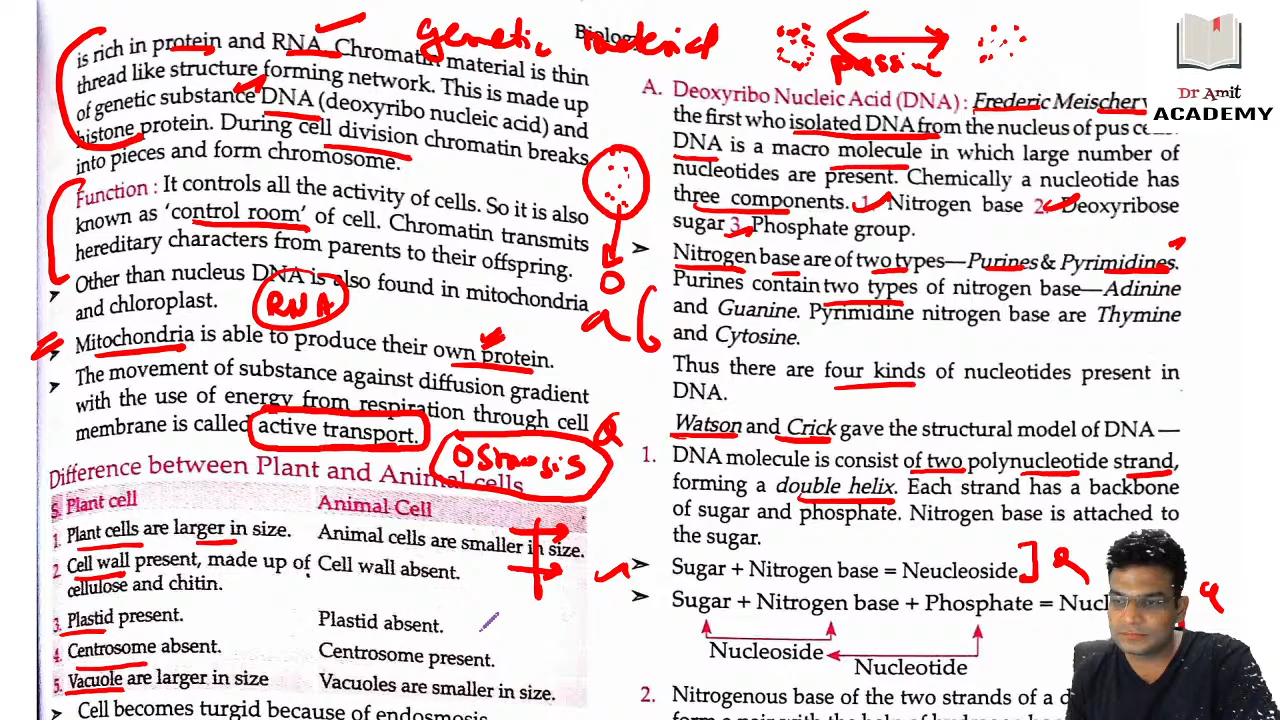 Biology
genetic material
is rich in protein and RNA. Chromatin material is thin
thread like structure forming network. This is made up
of genetic substance DNA (deoxyribo nucleic acid) and
histone protein. During cell division chromatin breaks
into pieces and form chromosome.
Function : It controls all the activity of cells. So it is also
known as ‘control room’ of cell. Chromatin transmits
hereditary characters from parents to their offspring.
➤ Other than nucleus DNA is also found in mitochondria
and chloroplast.
RNA
➤ Mitochondria is able to produce their own protein.
➤ The movement of substance against diffusion gradient
with the use of energy from respiration through cell
membrane is called active transport.
Osmosis
Difference between Plant and Animal cells
S. Plant cell Animal Cell
1. Plant cells are larger in size. Animal cells are smaller in size.
2 Cell wall present, made up of Cell wall absent.
cellulose and chitin.
3. Plastid present. Plastid absent.
4. Centrosome absent. Centrosome present.
5. Vacuole are larger in size Vacuoles are smaller in size.
➤ Cell becomes turgid because of endosmosis
passive
A. Deoxyribo Nucleic Acid (DNA) : Frederic Meischer
the first who isolated DNA from the nucleus of pus
DNA is a macro molecule in which large number of
nucleotides are present. Chemically a nucleotide has
three components. 1. Nitrogen base 2. Deoxyribose
sugar 3. Phosphate group.
➤ Nitrogen base are of two types—Purines & Pyrimidines.
Purines contain two types of nitrogen base—Adinine
and Guanine. Pyrimidine nitrogen base are Thymine
and Cytosine.
Thus there are four kinds of nucleotides present in
DNA.
Watson and Crick gave the structural model of DNA —
1. DNA molecule is consist of two polynucleotide strand,
forming a double helix. Each strand has a backbone
of sugar and phosphate. Nitrogen base is attached to
the sugar.
➤ Sugar + Nitrogen base = Neucleoside
➤ Sugar + Nitrogen base + Phosphate =
Nucleoside
Nucleotide
2. Nitrogenous base of the two strands of a
form a pair with the help of hydrogen
Dr Amit
ACADEMY